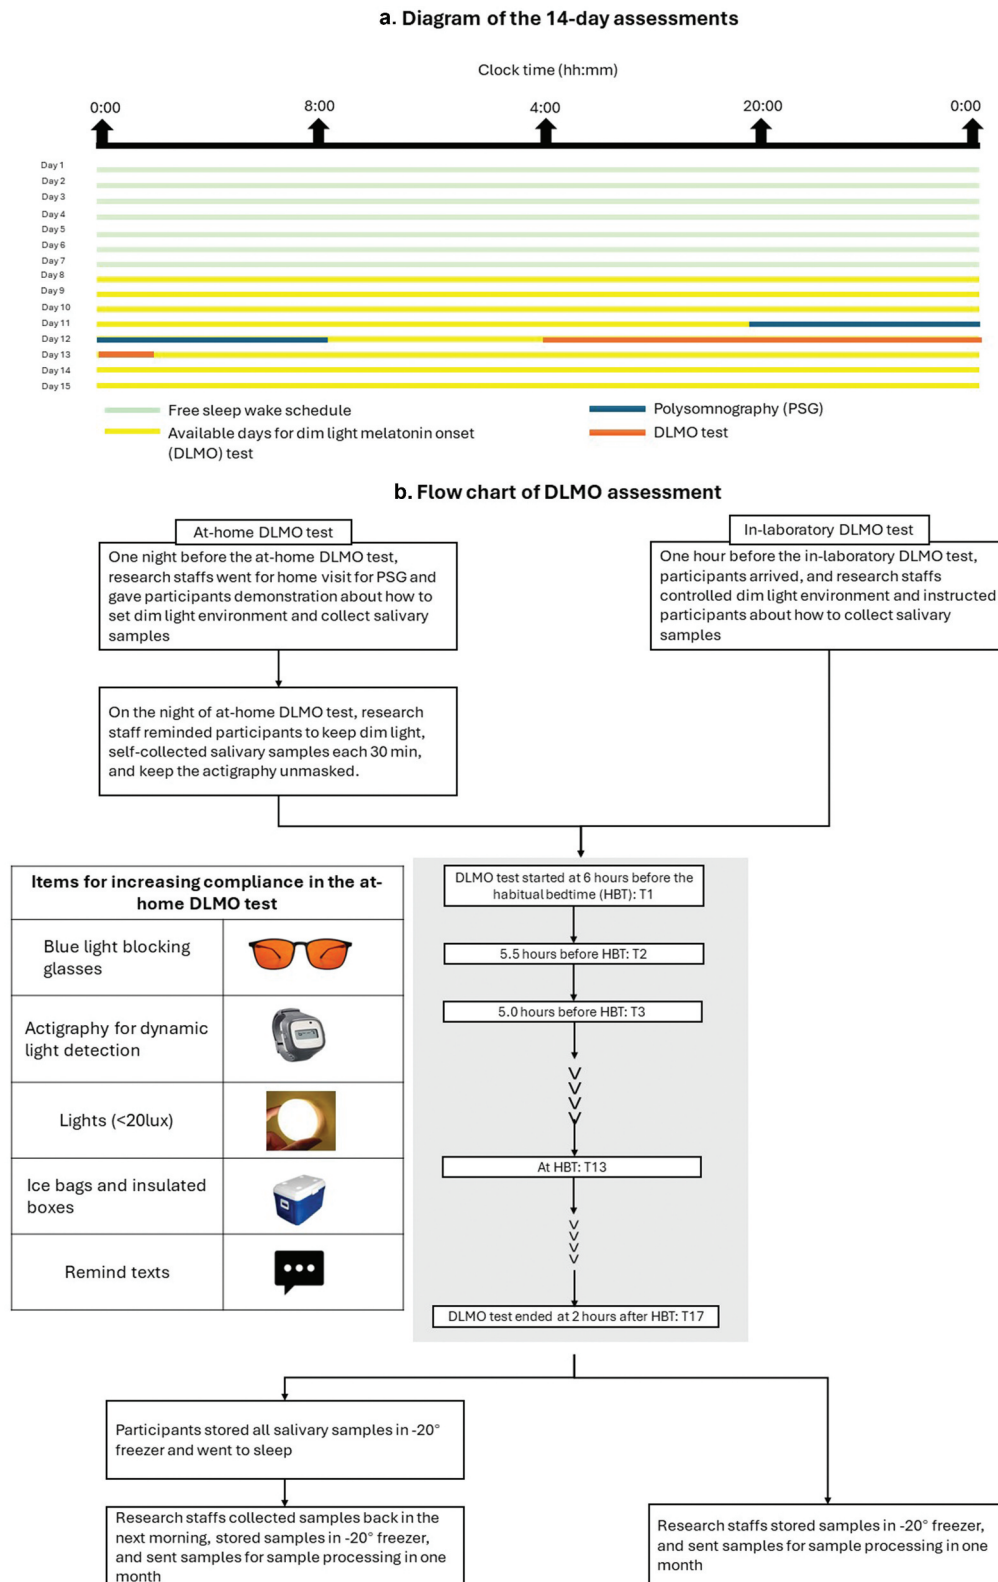 a. Diagram of the 14-day assessments
Clock time (hh:mm)
0:00 8:00 4:00 20:00 0:00
Day 1
Day 2
Day 3
Day 4
Day 5
Day 6
Day 7
Day 8
Day 9
Day 10
Day 11
Day 12
Day 13
Day 14
Day 15
Free sleep wake schedule
Available days for dim light melatonin onset
(DLMO) test
Polysomnography (PSG)
DLMO test
b. Flow chart of DLMO assessment
At-home DLMO test
One night before the at-home DLMO test,
research staffs went for home visit for PSG and
gave participants demonstration about how to
set dim light environment and collect salivary
samples
In-laboratory DLMO test
One hour before the in-laboratory DLMO test,
participants arrived, and research staffs
controlled dim light environment and instructed
participants about how to collect salivary
samples
On the night of at-home DLMO test, research
staff reminded participants to keep dim light,
self-collected salivary samples each 30 min,
and keep the actigraphy unmasked.
Items for increasing compliance in the at-
home DLMO test
Blue light blocking
glasses
Actigraphy for dynamic
light detection
Lights (<20lux)
Ice bags and insulated
boxes
Remind texts
DLMO test started at 6 hours before the
habitual bedtime (HBT): T1
5.5 hours before HBT: T2
5.0 hours before HBT: T3
At HBT: T13
DLMO test ended at 2 hours after HBT: T17
Participants stored all salivary samples in -20°
freezer and went to sleep
Research staffs collected samples back in the
next morning, stored samples in -20° freezer,
and sent samples for sample processing in one
month
Research staffs stored samples in -20° freezer,
and sent samples for sample processing in one
month